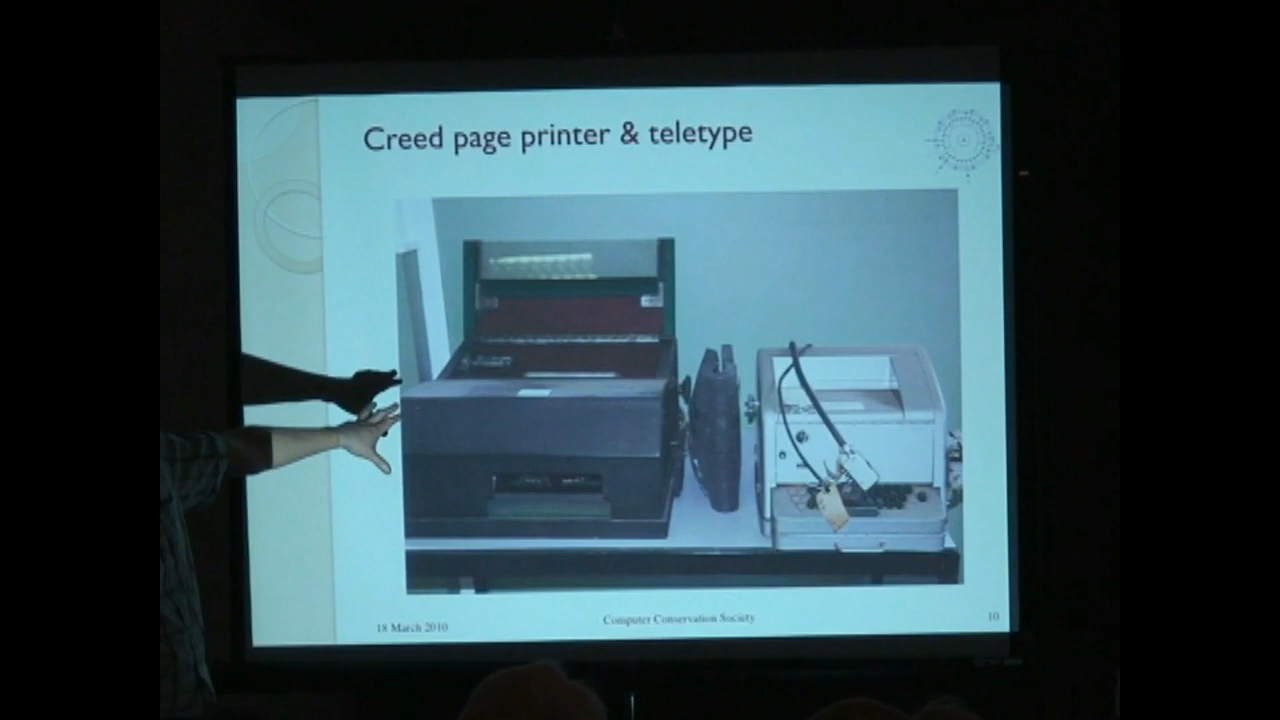 Creed page printer & teletype
18 March 2010
Computer Conservation Society
10